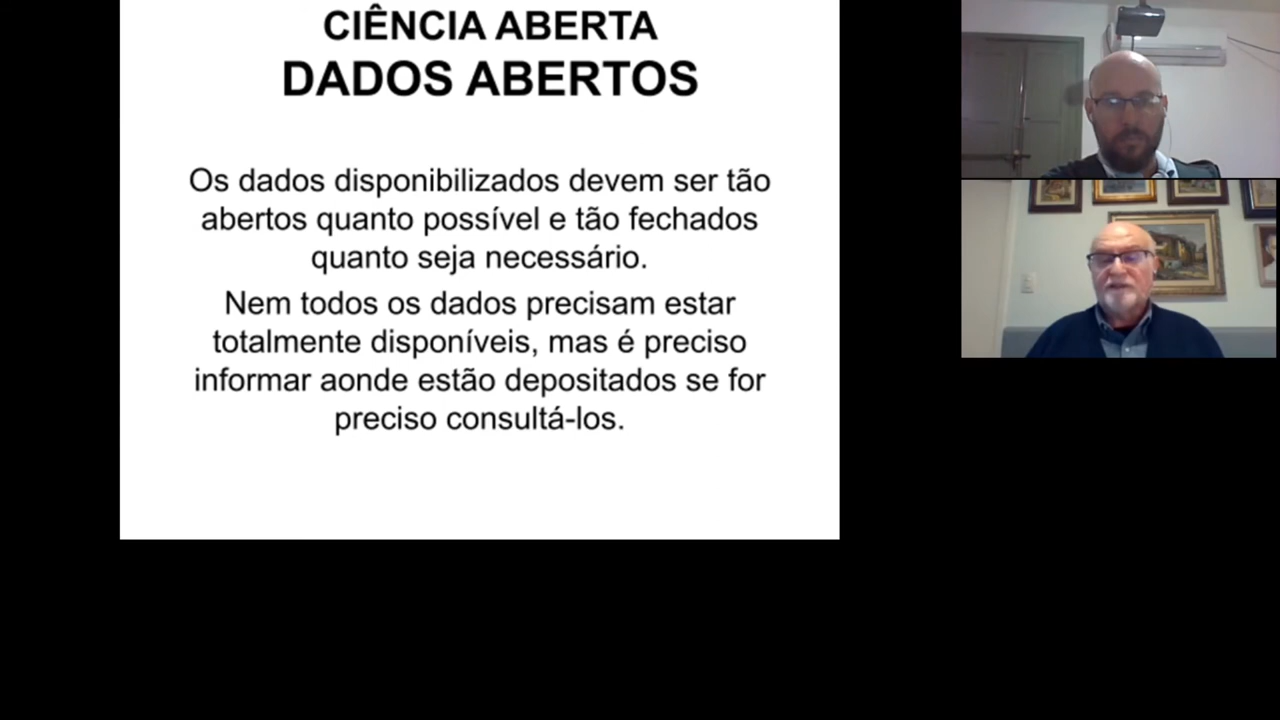 CIÊNCIA ABERTA
DADOS ABERTOS
Os dados disponibilizados devem ser tão
abertos quanto possível e tão fechados
quanto seja necessário.
Nem todos os dados precisam estar
totalmente disponíveis, mas é preciso
informar aonde estão depositados se for
preciso consultá-los.